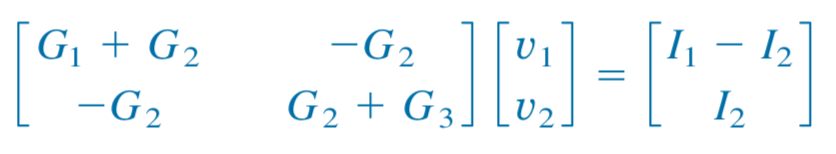 [G₁ + G₂  −G₂] [v₁] = [I₁ − I₂]
[−G₂  G₂ + G₃] [v₂]   [I₂]